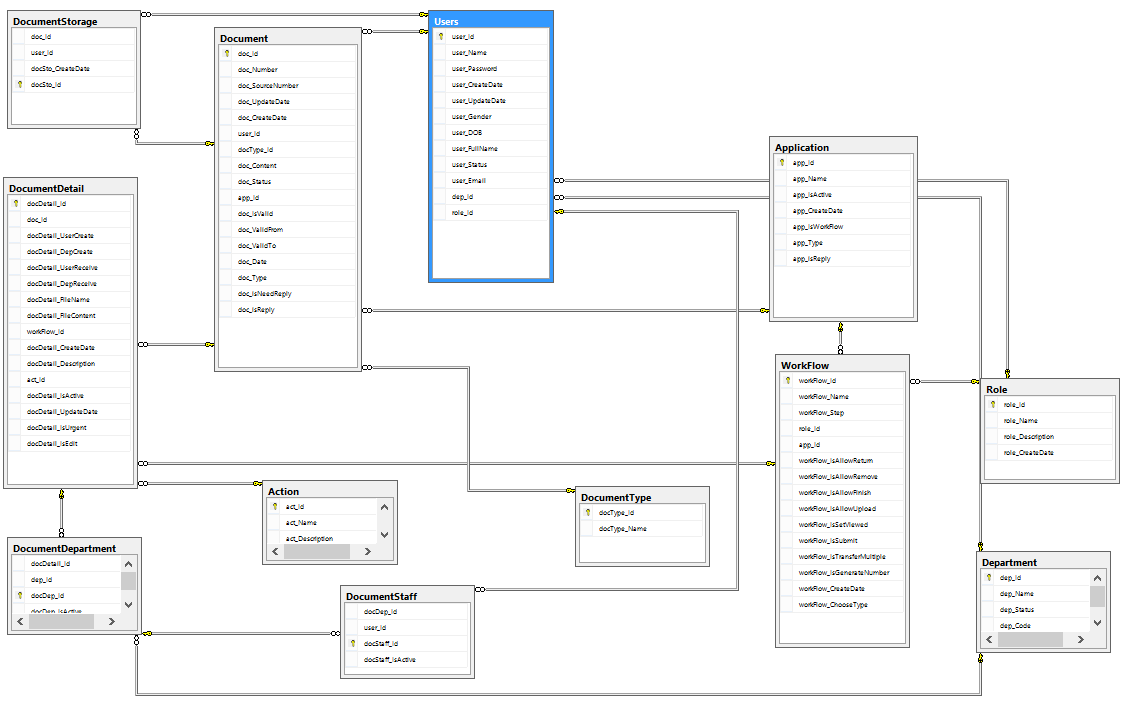 DocumentStorage
doc_Id
user_Id
docSto_CreateDate
docSto_Id
Document
doc_Id
doc_Number
doc_SourceNumber
doc_UpdateDate
doc_CreateDate
user_Id
docType_Id
doc_Content
doc_Status
app_Id
doc_IsValid
doc_ValidFrom
doc_ValidTo
doc_Date
doc_Type
doc_IsNeedReply
doc_IsReply
Users
user_Id
user_Name
user_Password
user_CreateDate
user_UpdateDate
user_Gender
user_DOB
user_FullName
user_Status
user_Email
dep_Id
role_Id
Application
app_Id
app_Name
app_IsActive
app_CreateDate
app_IsWorkFlow
app_Type
app_IsReply
DocumentDetail
docDetail_Id
doc_Id
docDetail_UserCreate
docDetail_DepCreate
docDetail_UserReceive
docDetail_DepReceive
docDetail_FileName
docDetail_FileContent
workFlow_Id
docDetail_CreateDate
docDetail_Description
act_Id
docDetail_IsActive
docDetail_UpdateDate
docDetail_IsUrgent
docDetail_IsEdit
WorkFlow
workFlow_Id
workFlow_Name
workFlow_Step
role_Id
app_Id
workFlow_IsAllowReturn
workFlow_IsAllowRemove
workFlow_IsAllowFinish
workFlow_IsAllowUpload
workFlow_IsSetViewed
workFlow_IsSubmit
workFlow_IsTransferMultiple
workFlow_IsGenerateNumber
workFlow_CreateDate
workFlow_ChooseType
Role
role_Id
role_Name
role_Description
role_CreateDate
Action
act_Id
act_Name
act_Description
DocumentType
docType_Id
docType_Name
DocumentDepartment
docDetail_Id
dep_Id
docDep_Id
docDep_IsActive
DocumentStaff
docDep_Id
user_Id
docStaff_Id
docStaff_IsActive
Department
dep_Id
dep_Name
dep_Status
dep_Code